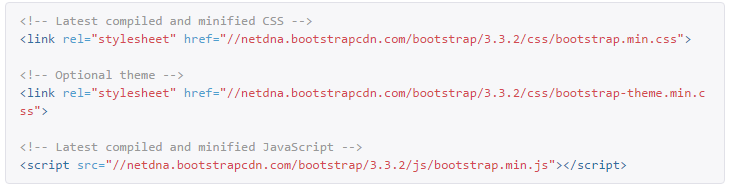 <!-- Latest compiled and minified CSS -->
<link rel="stylesheet" href="//netdna.bootstrapcdn.com/bootstrap/3.3.2/css/bootstrap.min.css">
<!-- Optional theme -->
<link rel="stylesheet" href="//netdna.bootstrapcdn.com/bootstrap/3.3.2/css/bootstrap-theme.min.c
ss">
<!-- Latest compiled and minified JavaScript -->
<script src="//netdna.bootstrapcdn.com/bootstrap/3.3.2/js/bootstrap.min.js"></script>